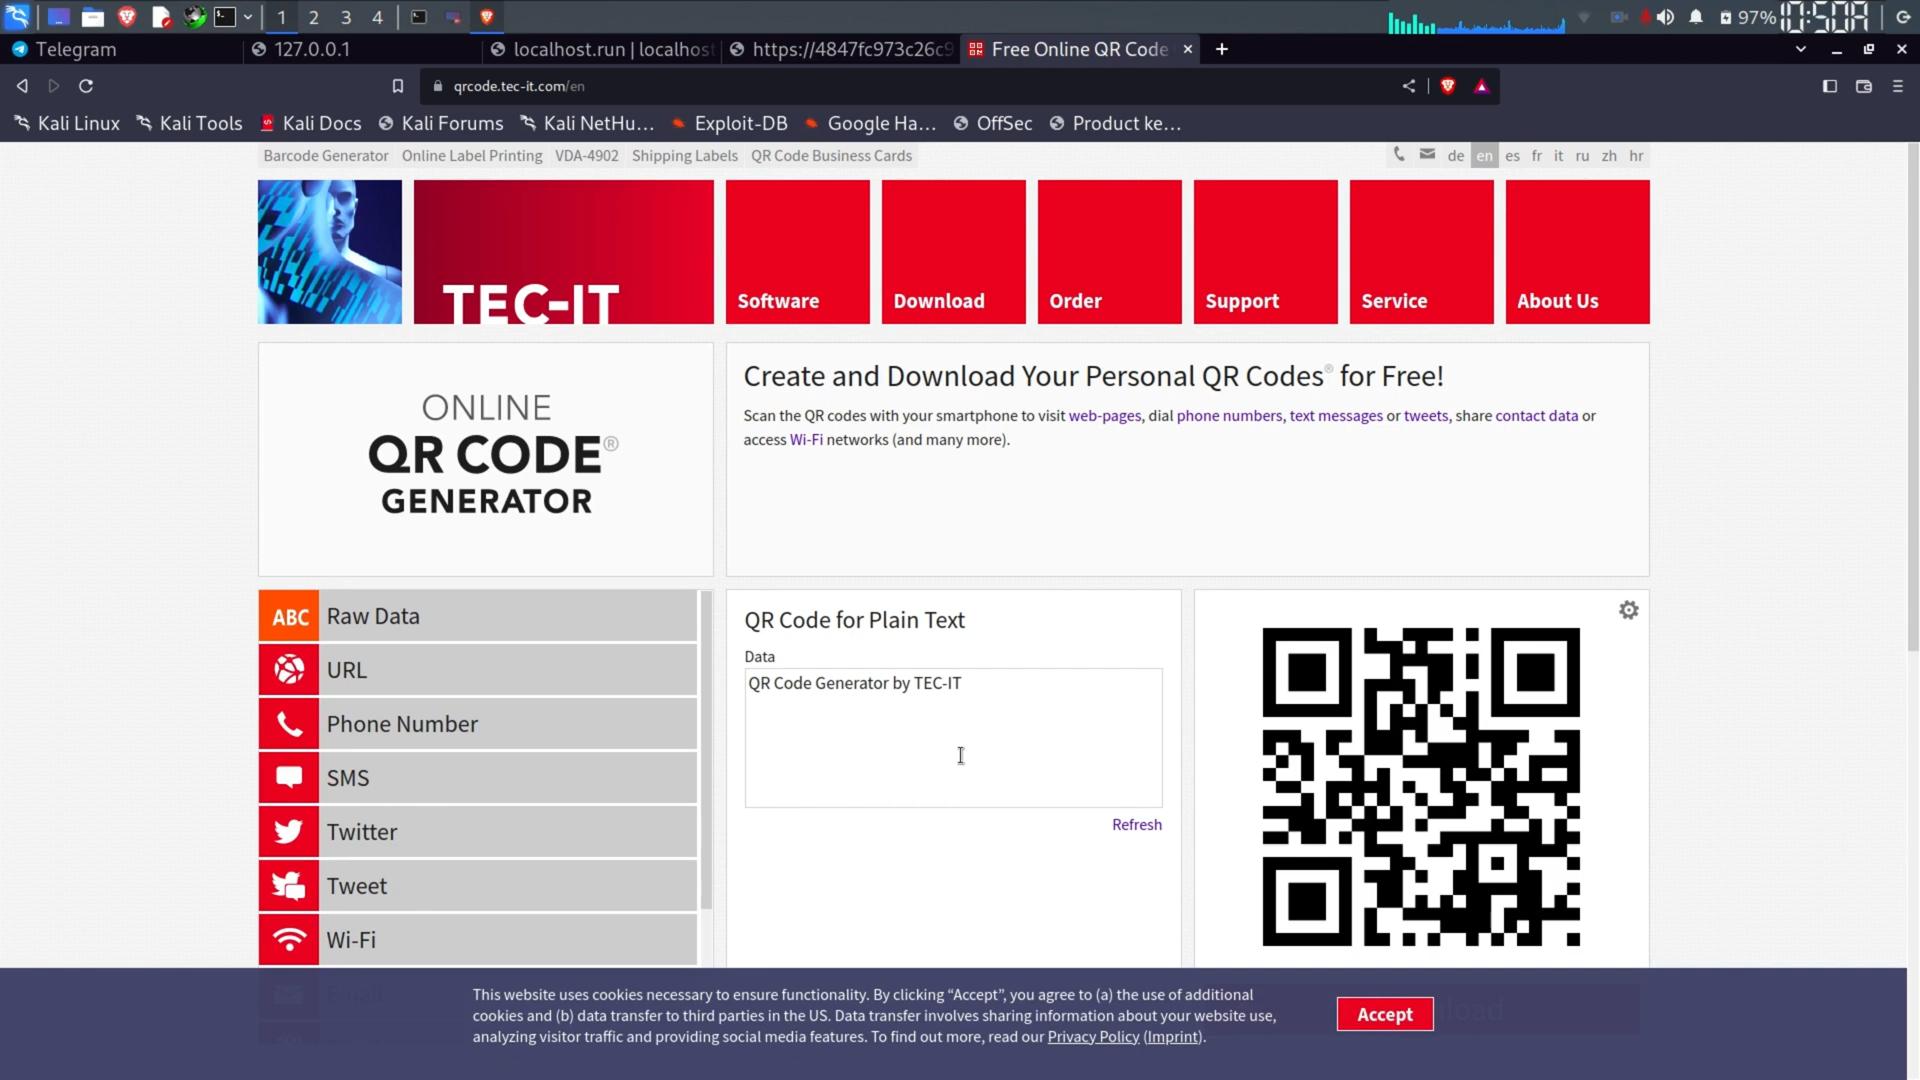 1
2
3
4
97%
10:50A
Telegram
127.0.0.1
localhost.run | localhost
https://4847fc973c26c9
Free Online QR Code
qrcode.tec-it.com/en
Kali Linux
Kali Tools
Kali Docs
Kali Forums
Kali NetHu...
Exploit-DB
Google Ha...
OffSec
Product ke...
Barcode Generator
Online Label Printing
VDA-4902
Shipping Labels
QR Code Business Cards
de
en
es
fr
it
ru
zh
hr
TEC-IT
Software
Download
Order
Support
Service
About Us
ONLINE
QR CODE®
GENERATOR
Create and Download Your Personal QR Codes® for Free!
Scan the QR codes with your smartphone to visit web-pages, dial phone numbers, text messages or tweets, share contact data or
access Wi-Fi networks (and many more).
ABC Raw Data
URL
Phone Number
SMS
Twitter
Tweet
Wi-Fi
Email
QR Code for Plain Text
Data
QR Code Generator by TEC-IT
Refresh
This website uses cookies necessary to ensure functionality. By clicking “Accept”, you agree to (a) the use of additional
cookies and (b) data transfer to third parties in the US. Data transfer involves sharing information about your website use,
analyzing visitor traffic and providing social media features. To find out more, read our Privacy Policy (Imprint).
Accept